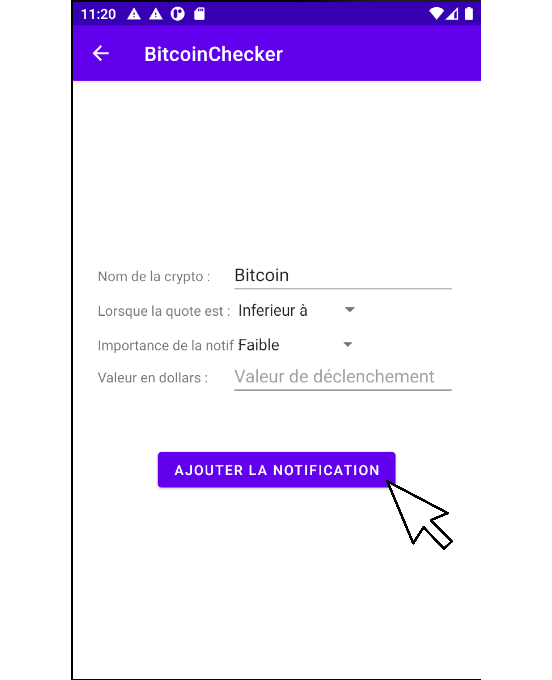 11:20
BitcoinChecker
Nom de la crypto : Bitcoin
Lorsque la quote est : Inferieur à
Importance de la notif Faible
Valeur en dollars : Valeur de déclenchement
AJOUTER LA NOTIFICATION